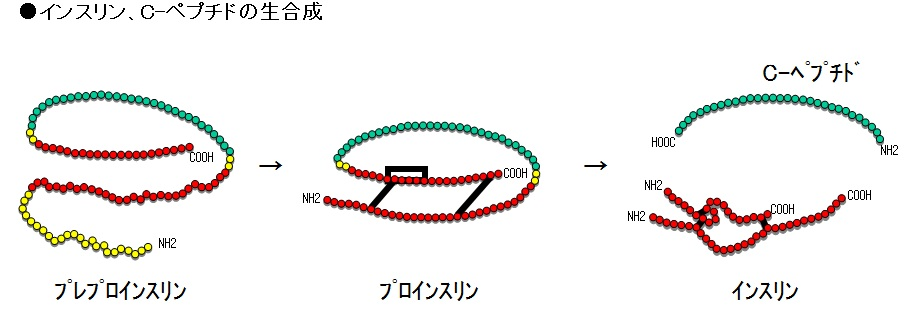 ●インスリン、C-ペプチドの生合成
C-ﾍﾟﾌﾟﾁﾄﾞ
COOH
NH2
→
NH2
COOH
→
HOOC
NH2
NH2
NH2
COOH
COOH
ﾌﾟﾚﾌﾟﾛインスリン
ﾌﾟﾛインスリン
インスリン